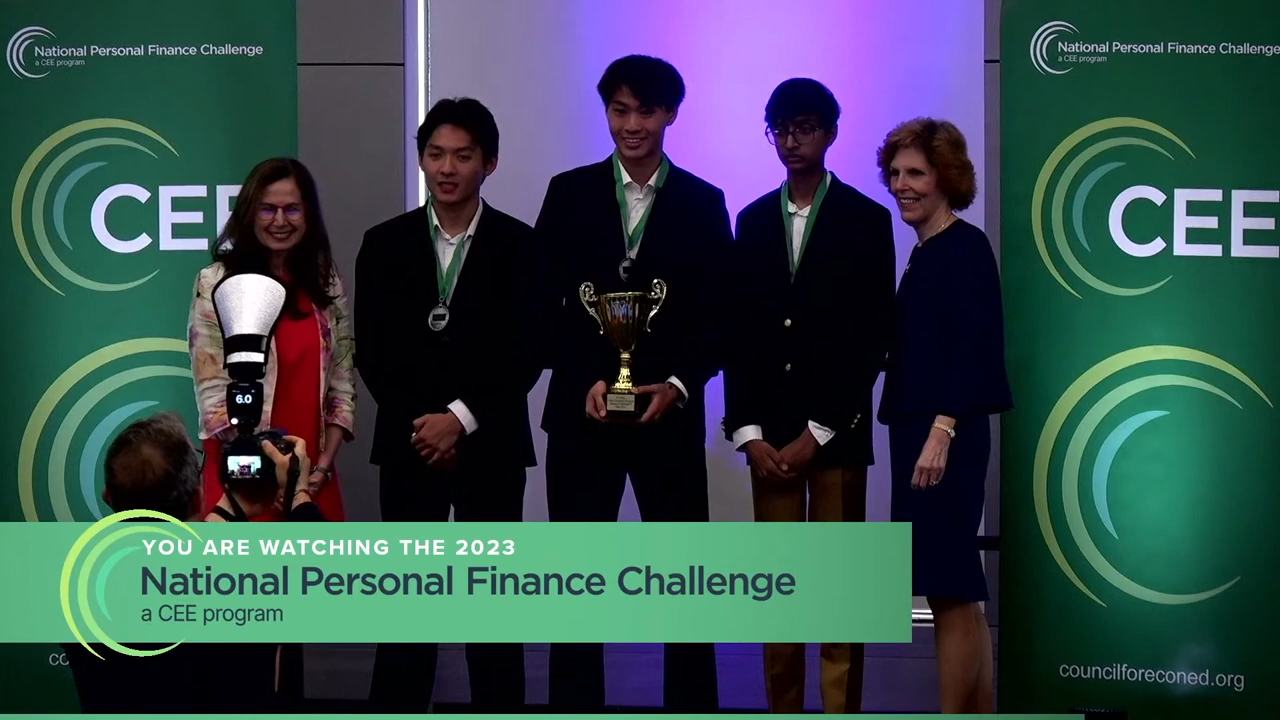 National Personal Finance Challenge
a CEE program
National Personal Finance Challenge
a CEE program
CEE
CEE
6.0
YOU ARE WATCHING THE 2023
National Personal Finance Challenge
a CEE program
councilforeconed.org